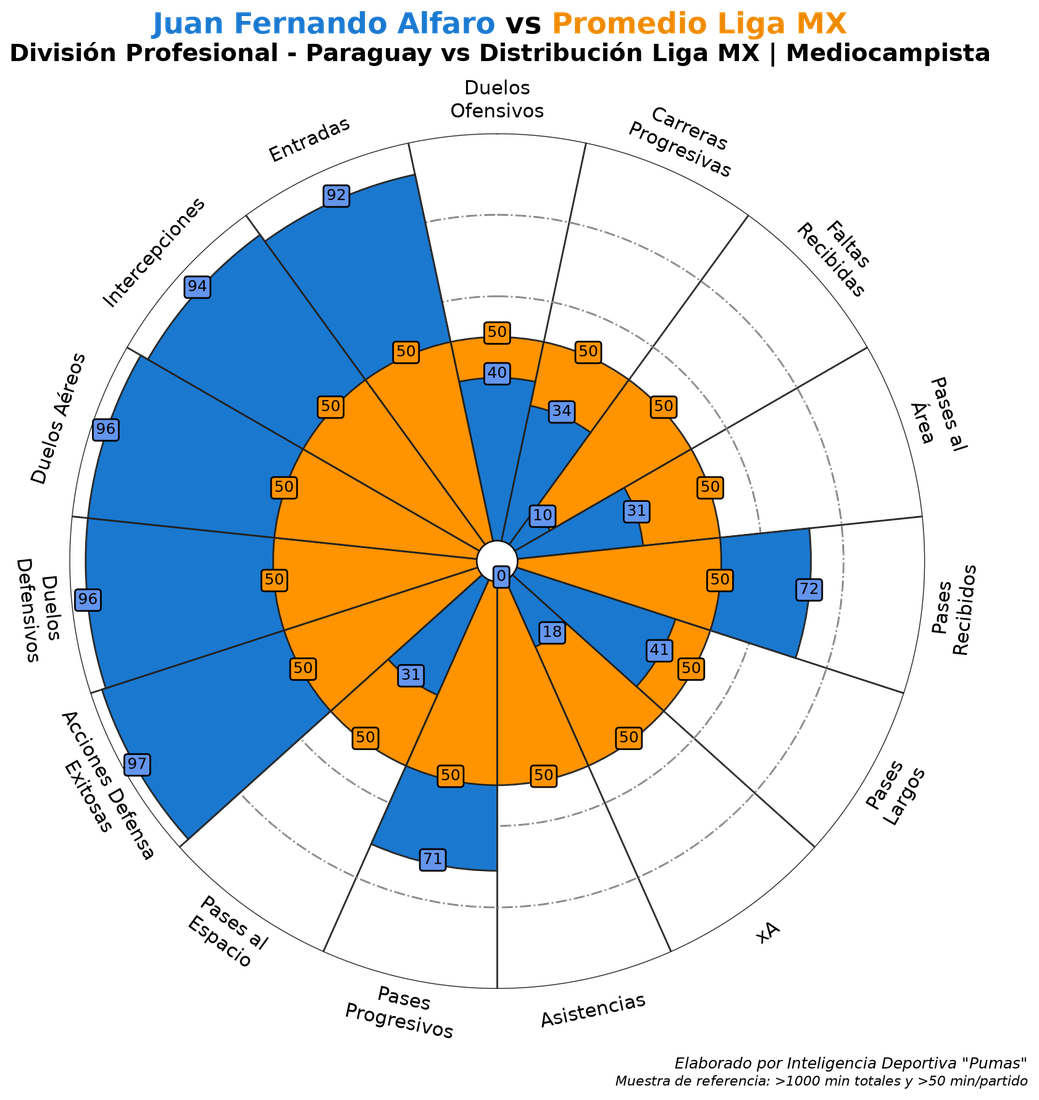 Juan Fernando Alfaro vs Promedio Liga MX
División Profesional - Paraguay vs Distribución Liga MX | Mediocampista
Duelos
Ofensivos
50
40
Carreras
Progresivas
50
34
Faltas
Recibidas
50
10
Pases al
Área
50
31
Pases
Recibidos
50
72
Pases
Largos
50
41
xA
50
18
Asistencias
50
0
Pases
Progresivos
50
71
Pases al
Espacio
50
31
Acciones Defensa
Exitosas
50
97
Duelos
Defensivos
50
96
Duelos Aéreos
50
96
Intercepciones
50
94
Entradas
50
92
Elaborado por Inteligencia Deportiva "Pumas"
Muestra de referencia: >1000 min totales y >50 min/partido